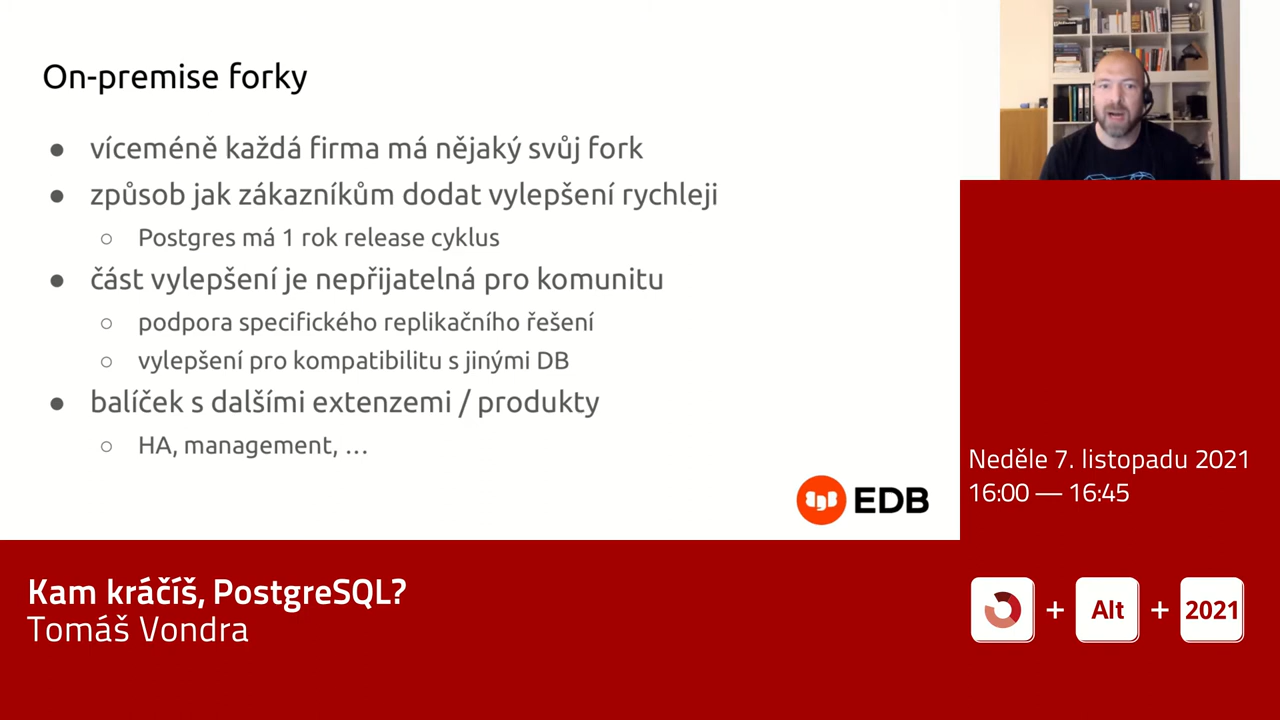 On-premise forky
● víceméně každá firma má nějaký svůj fork
● způsob jak zákazníkům dodat vylepšení rychleji
○ Postgres má 1 rok release cyklus
● část vylepšení je nepřijatelná pro komunitu
○ podpora specifického replikačního řešení
○ vylepšení pro kompatibilitu s jinými DB
● balíček s dalšími extenzemi / produkty
○ HA, management, …
EDB
Neděle 7. listopadu 2021
16:00 — 16:45
Kam kráčíš, PostgreSQL?
Tomáš Vondra
+ Alt + 2021